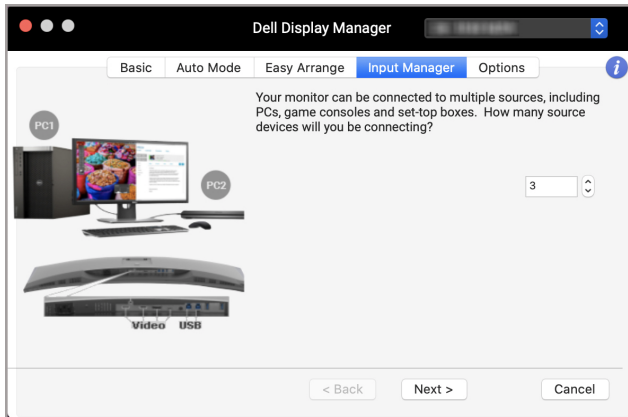 Dell Display Manager
Basic Auto Mode Easy Arrange Input Manager Options i
Your monitor can be connected to multiple sources, including
PCs, game consoles and set-top boxes. How many source
devices will you be connecting?
PC1
PC2
3
Video USB
< Back Next > Cancel